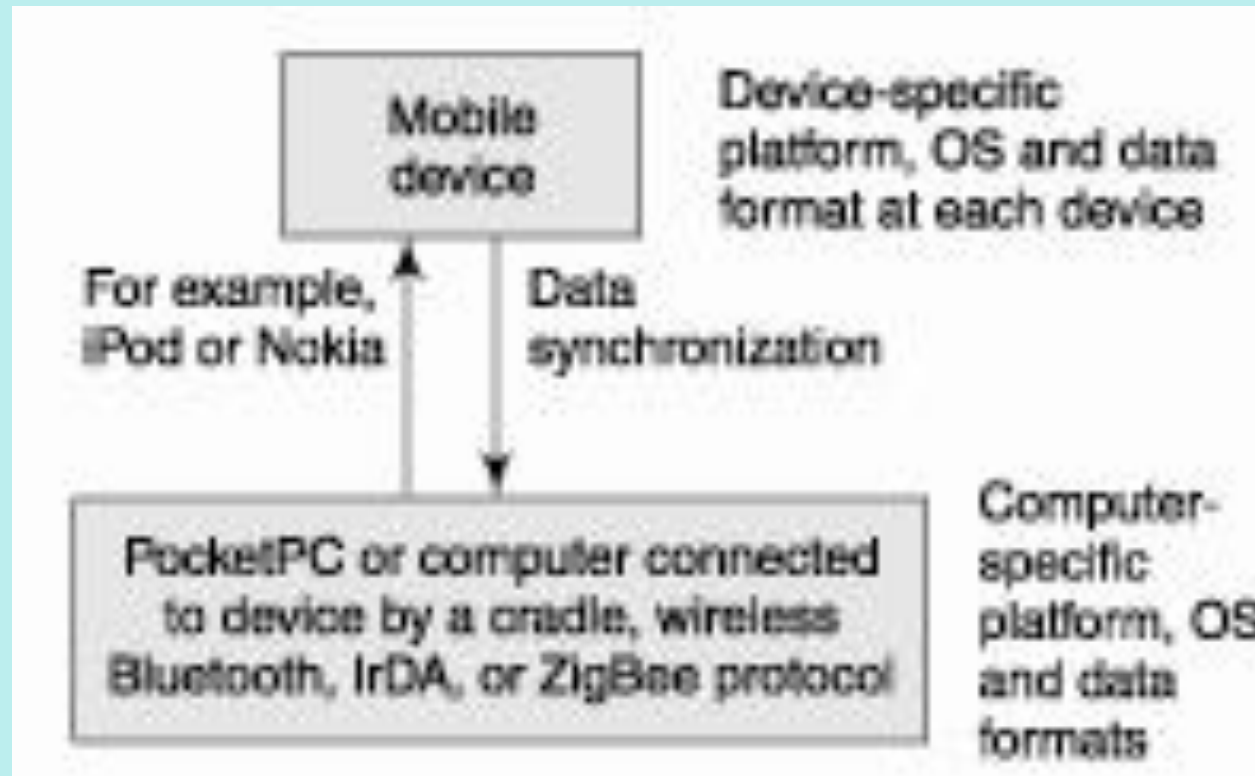 Mobile
device
Device-specific
platform, OS and data
format at each device
For example,
iPod or Nokia
Data
synchronization
PocketPC or computer connected
to device by a cradle, wireless
Bluetooth, IrDA, or ZigBee protocol
Computer-
specific
platform, OS
and data
formats